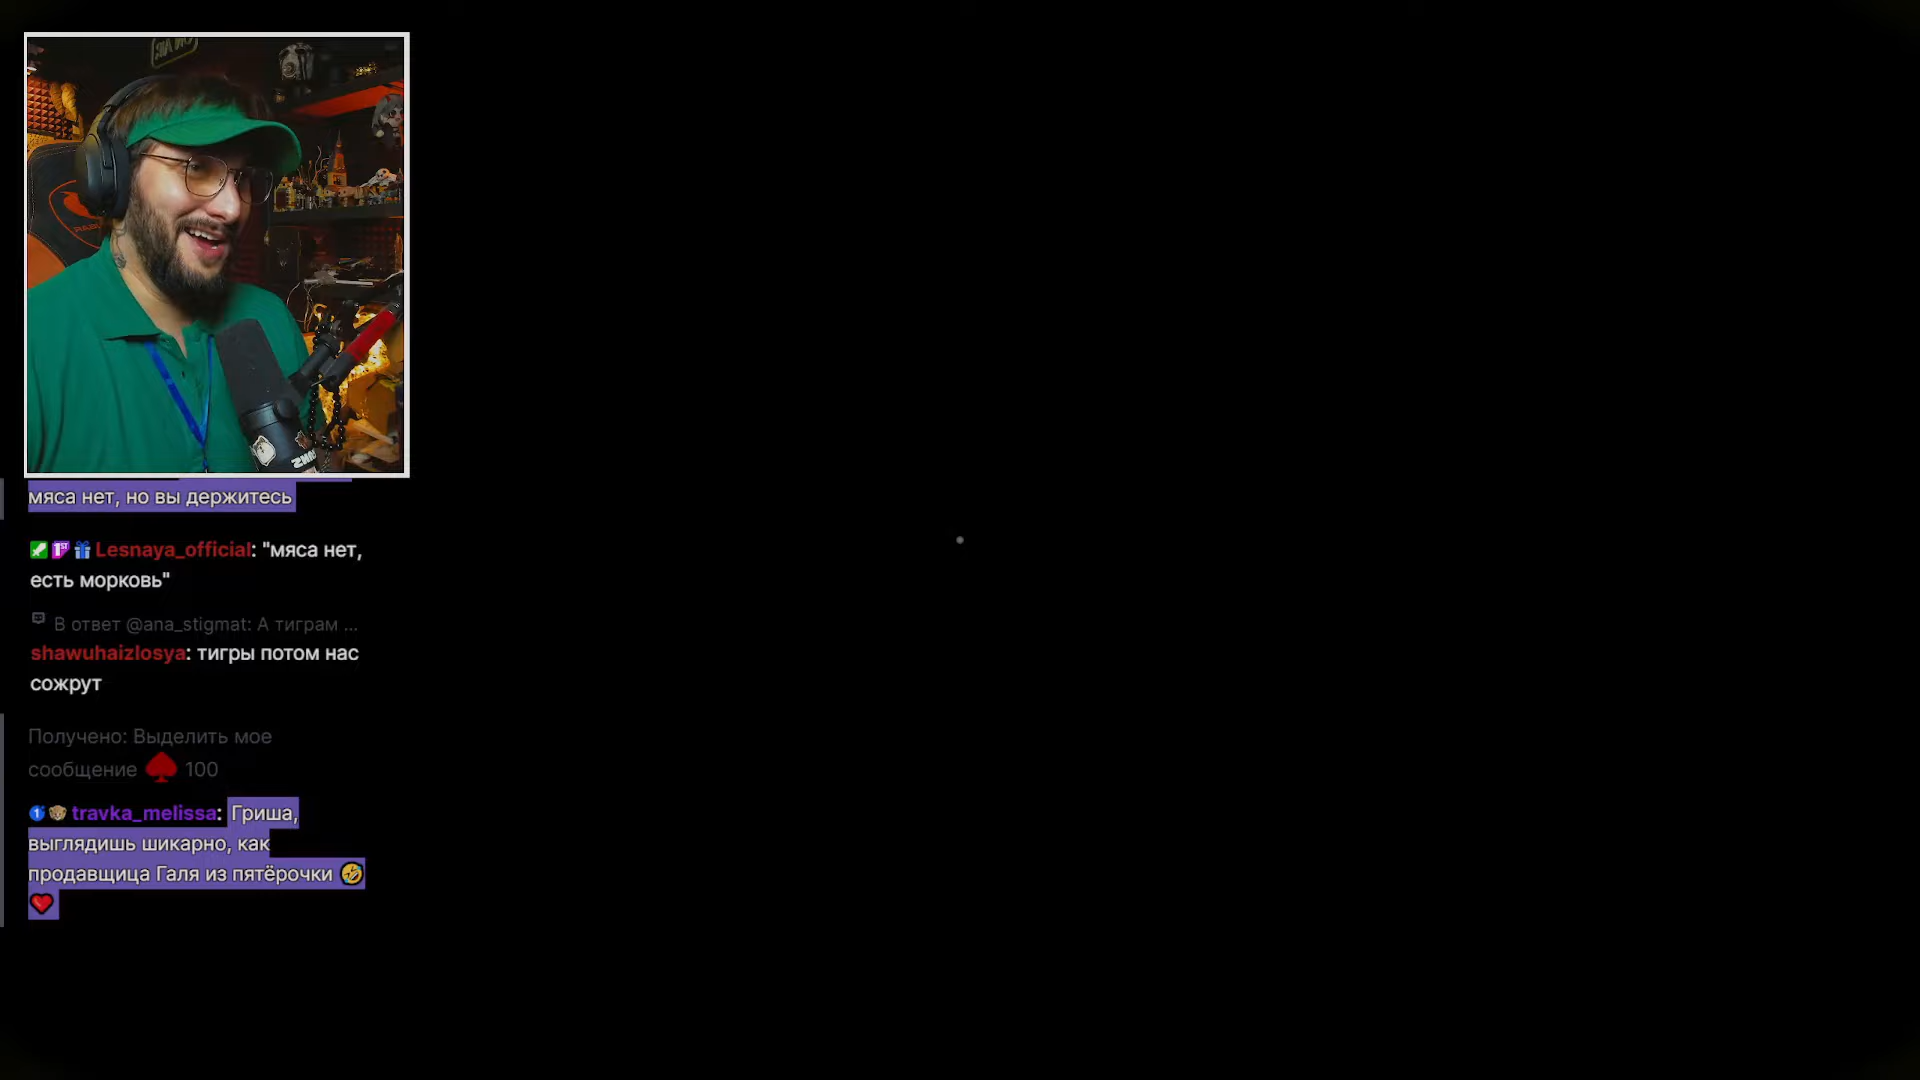 мяса нет, но вы держитесь
Lesnaya_official: "мяса нет,
есть морковь"
В ответ @ana_stigmat: А тиграм ...
shawuhaizlosya: тигры потом нас
сожрут
Получено: Выделить мое
сообщение 100
travka_melissa: Гриша,
выглядишь шикарно, как
продавщица Галя из пятёрочки 🤣
❤️